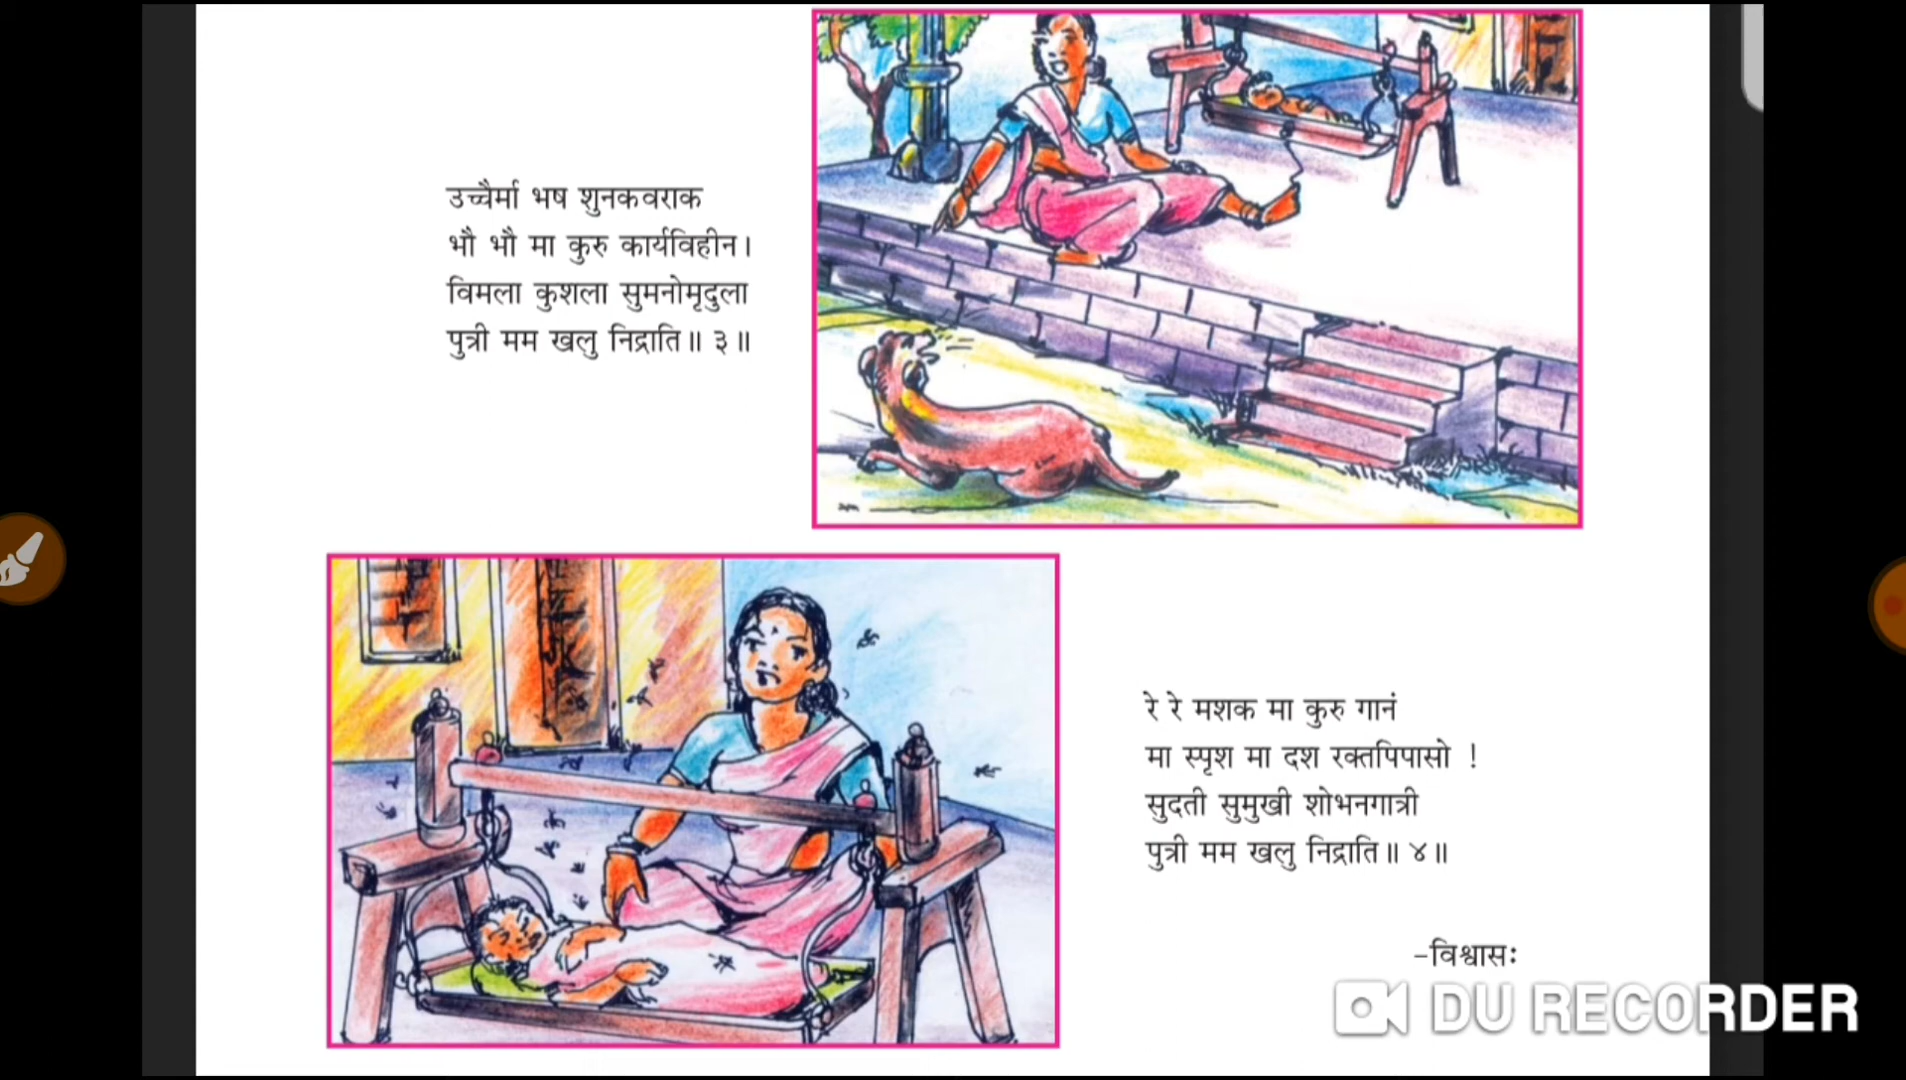 उच्चैर्मा भष शुनकवराक
भौ भौ मा कुरु कार्यविहीन।
विमला कुशला सुमनोमृदुला
पुत्री मम खलु निद्राति॥ ३॥
रे रे मशक मा कुरु गानं
मा स्पृश मा दश रक्तपिपासो !
सुदती सुमुखी शोभनगात्री
पुत्री मम खलु निद्राति॥ ४॥
-विश्वासः
DU RECORDER